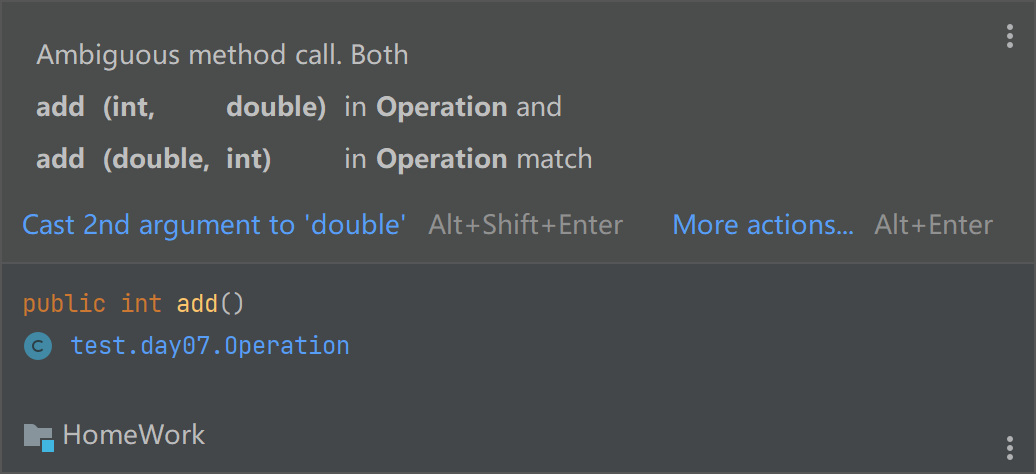 Ambiguous method call. Both
add (int, double) in Operation and
add (double, int) in Operation match
Cast 2nd argument to 'double' Alt+Shift+Enter More actions... Alt+Enter
public int add()
C test.day07.Operation
HomeWork